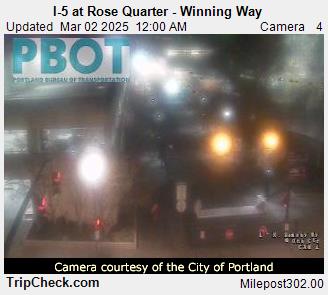 I-5 at Rose Quarter - Winning Way
Updated Mar 02 2025 12:00 AM Camera 4
PBOT
PORTLAND BUREAU OF TRANSPORTATION
Camera courtesy of the City of Portland
TripCheck.com Milepost302.00